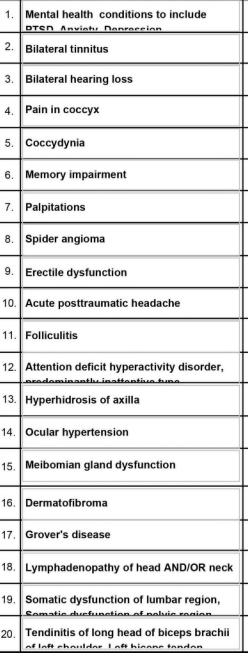 1. Mental health conditions to include
PTSD, Anxiety, Depression
2. Bilateral tinnitus
3. Bilateral hearing loss
4. Pain in coccyx
5. Coccydynia
6. Memory impairment
7. Palpitations
8. Spider angioma
9. Erectile dysfunction
10. Acute posttraumatic headache
11. Folliculitis
12. Attention deficit hyperactivity disorder,
predominantly inattentive type
13. Hyperhidrosis of axilla
14. Ocular hypertension
15. Meibomian gland dysfunction
16. Dermatofibroma
17. Grover's disease
18. Lymphadenopathy of head AND/OR neck
19. Somatic dysfunction of lumbar region,
Somatic dysfunction of pelvic region
20. Tendinitis of long head of biceps brachii
of left shoulder, Left biceps tendon